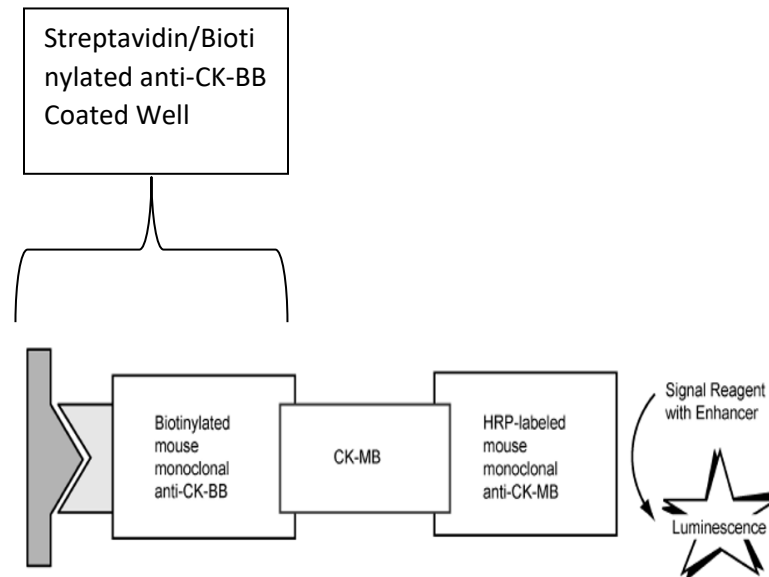 Streptavidin/Bioti
nylated anti-CK-BB
Coated Well
Biotinylated
mouse
monoclonal
anti-CK-BB
CK-MB
HRP-labeled
mouse
monoclonal
anti-CK-MB
Signal Reagent
with Enhancer
Luminescence